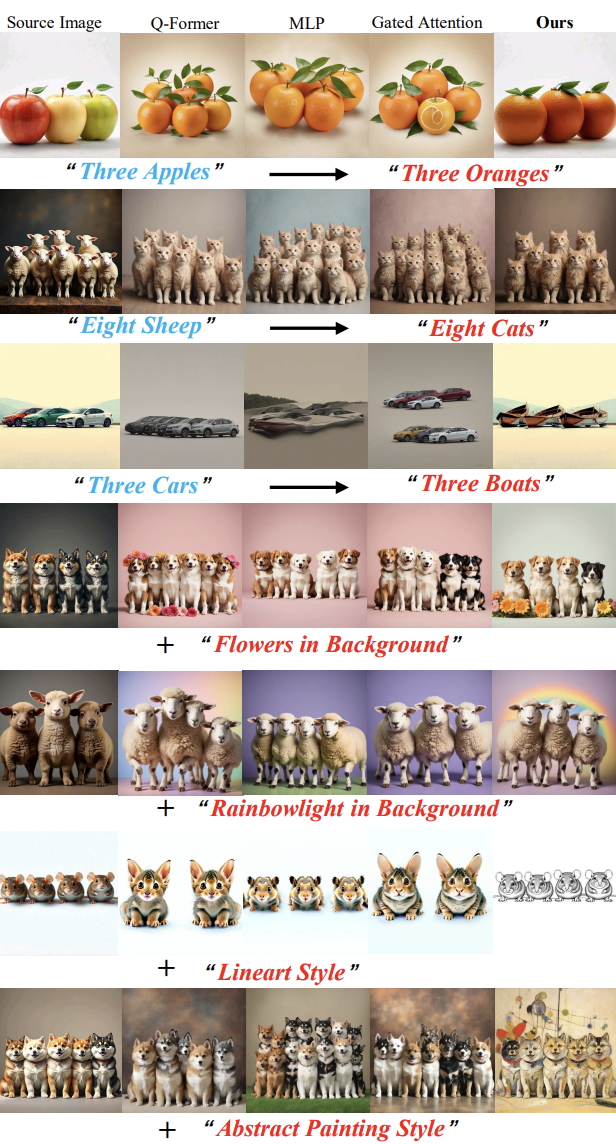 Source Image Q-Former MLP Gated Attention Ours
“Three Apples” → “Three Oranges”
“Eight Sheep” → “Eight Cats”
“Three Cars” → “Three Boats”
+ “Flowers in Background”
+ “Rainbowlight in Background”
+ “Lineart Style”
+ “Abstract Painting Style”